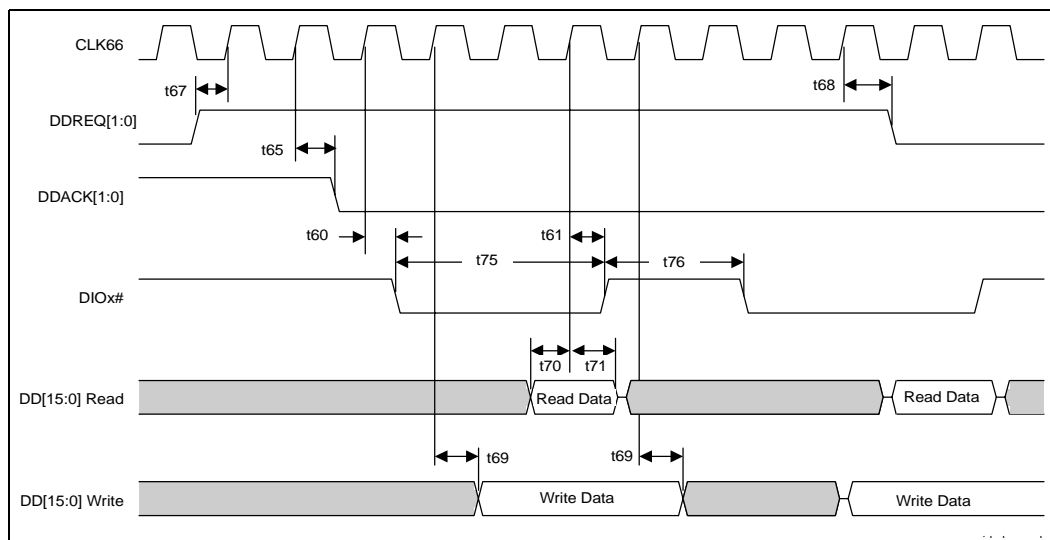 CLK66
t67
t68
DDREQ[1:0]
t65
DDACK[1:0]
t60
t61
t75
t76
DIOx#
t70
t71
DD[15:0] Read
Read Data
Read Data
t69
t69
DD[15:0] Write
Write Data
Write Data